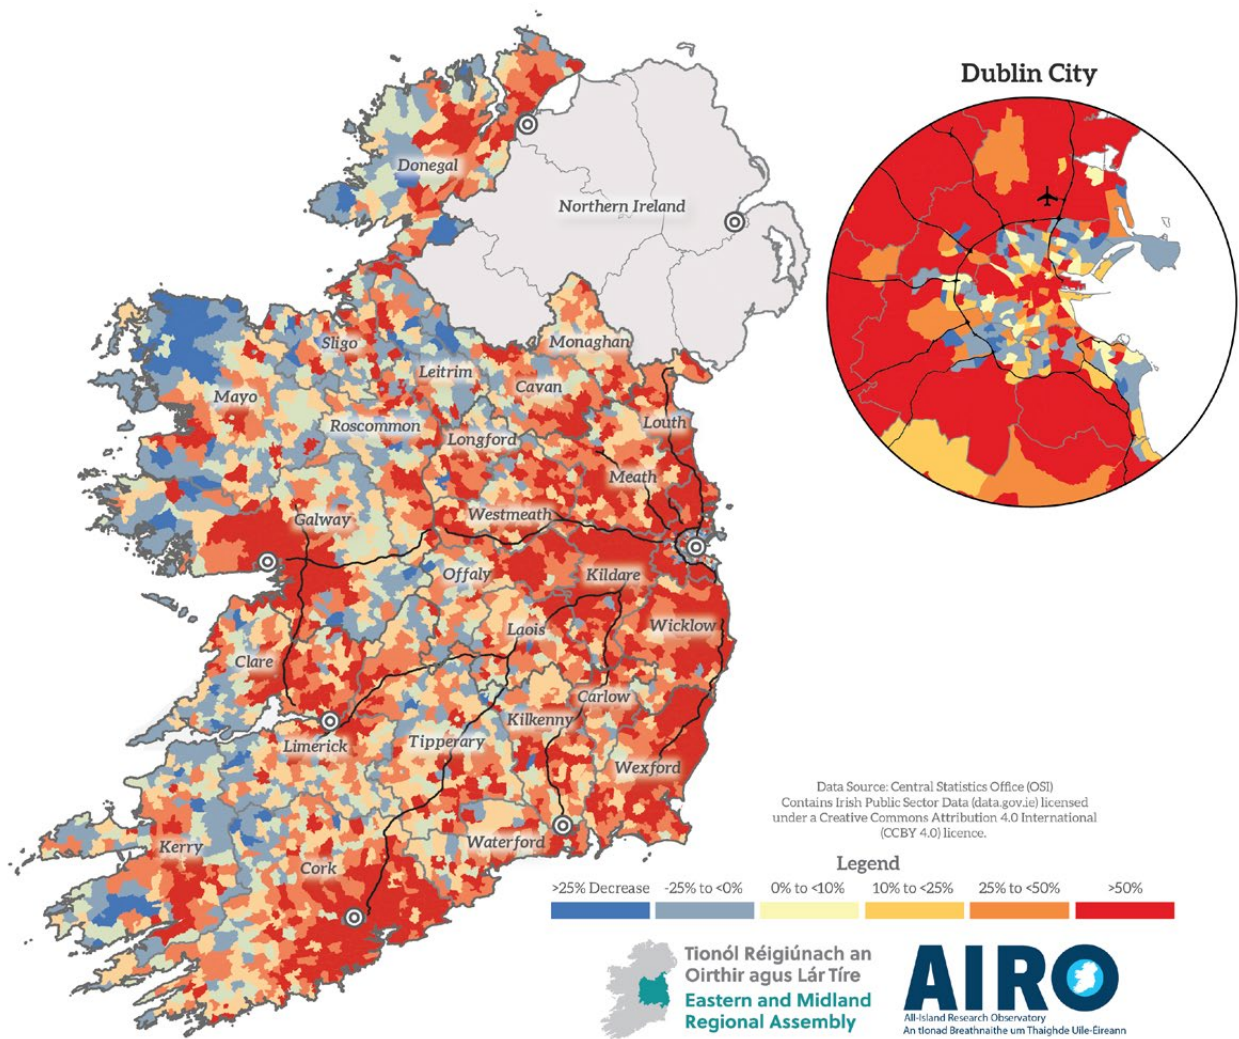 Dublin City
Donegal
Northern Ireland
Sligo
Monaghan
Leitrim
Cavan
Mayo
Roscommon
Louth
Longford
Meath
Galway
Westmeath
Offaly
Kildare
Laois
Wicklow
Clare
Carlow
Kilkenny
Limerick
Tipperary
Wexford
Waterford
Kerry
Cork
Data Source: Central Statistics Office (OSI)
Contains Irish Public Sector Data (data.gov.ie) licensed
under a Creative Commons Attribution 4.0 International
(CCBY 4.0) licence.
Legend
>25% Decrease
-25% to <0%
0% to <10%
10% to <25%
25% to <50%
>50%
Tionól Réigiúnach an
Oirthir agus Lár Tíre
Eastern and Midland
Regional Assembly
AIRO
All-Island Research Observatory
An tIonad Breathnaithe um Thaighde Uile-Éireann